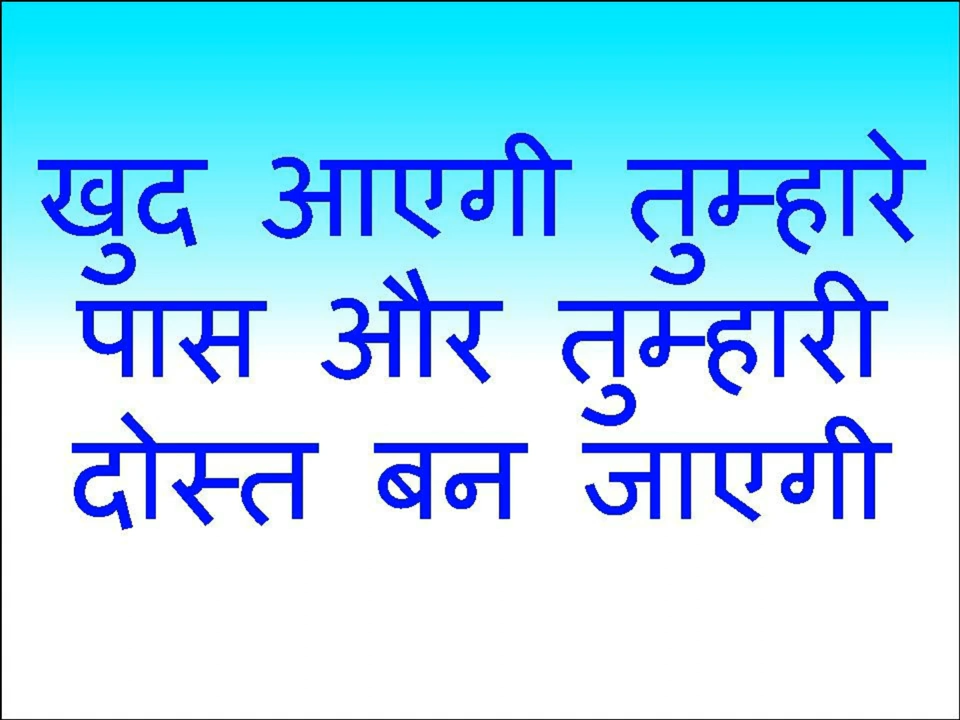 खुद आएगी तुम्हारे
पास और तुम्हारी
दोस्त बन जाएगी